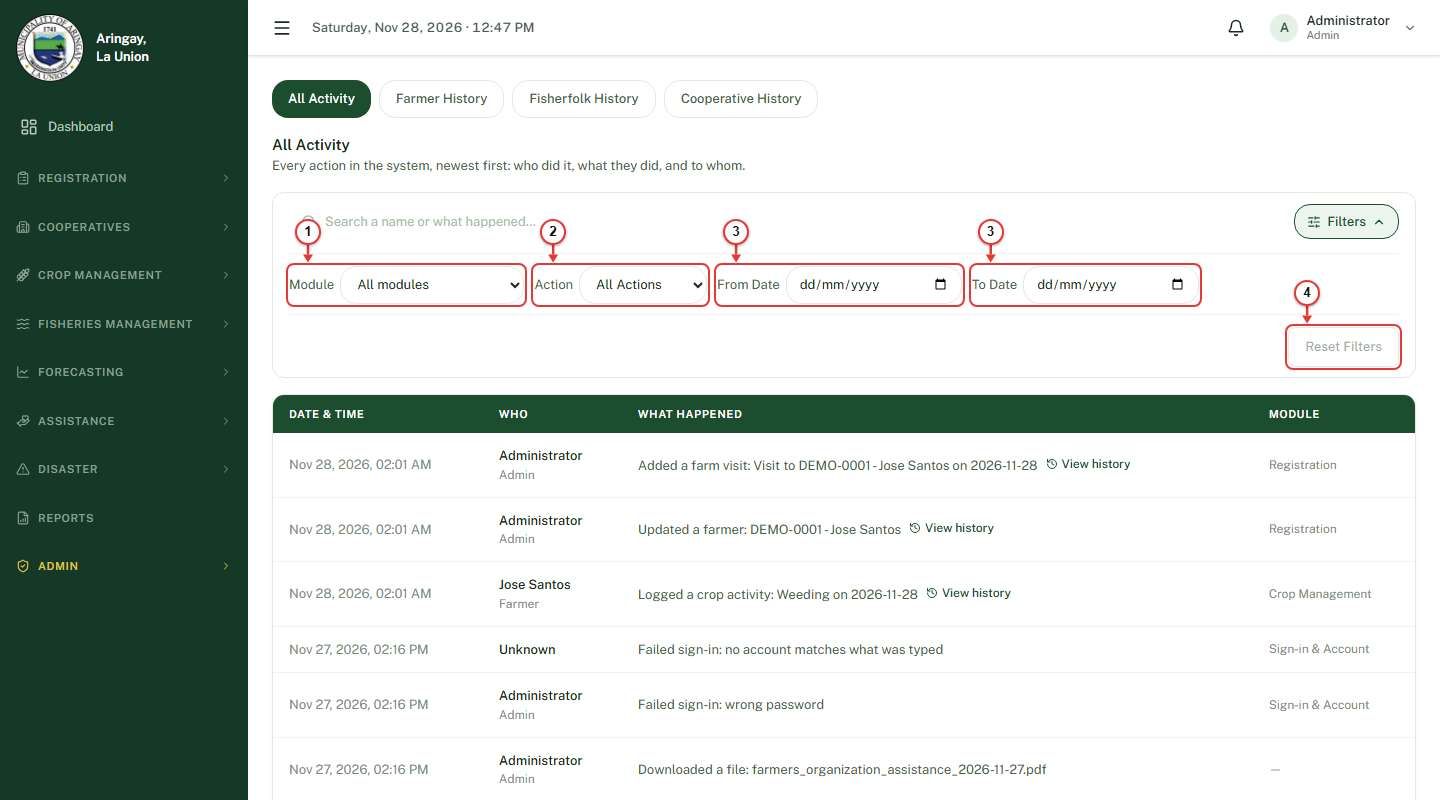 MUNICIPALITY OF ARINGAY
1741
LA UNION
Aringay,
La Union
Saturday, Nov 28, 2026 · 12:47 PM
A
Administrator
Admin
Dashboard
REGISTRATION
COOPERATIVES
CROP MANAGEMENT
FISHERIES MANAGEMENT
FORECASTING
ASSISTANCE
DISASTER
REPORTS
ADMIN
All Activity Farmer History Fisherfolk History Cooperative History
All Activity
Every action in the system, newest first: who did it, what they did, and to whom.
Search a name or what happened... Filters
1 2 3 3
Module All modules Action All Actions From Date dd/mm/yyyy To Date dd/mm/yyyy
4
Reset Filters
DATE & TIME WHO WHAT HAPPENED MODULE
Nov 28, 2026, 02:01 AM Administrator Added a farm visit: Visit to DEMO-0001 - Jose Santos on 2026-11-28 View history Registration
Admin
Nov 28, 2026, 02:01 AM Administrator Updated a farmer: DEMO-0001 - Jose Santos View history Registration
Admin
Nov 28, 2026, 02:01 AM Jose Santos Logged a crop activity: Weeding on 2026-11-28 View history Crop Management
Farmer
Nov 27, 2026, 02:16 PM Unknown Failed sign-in: no account matches what was typed Sign-in & Account
Nov 27, 2026, 02:16 PM Administrator Failed sign-in: wrong password Sign-in & Account
Admin
Nov 27, 2026, 02:16 PM Administrator Downloaded a file: farmers_organization_assistance_2026-11-27.pdf —
Admin